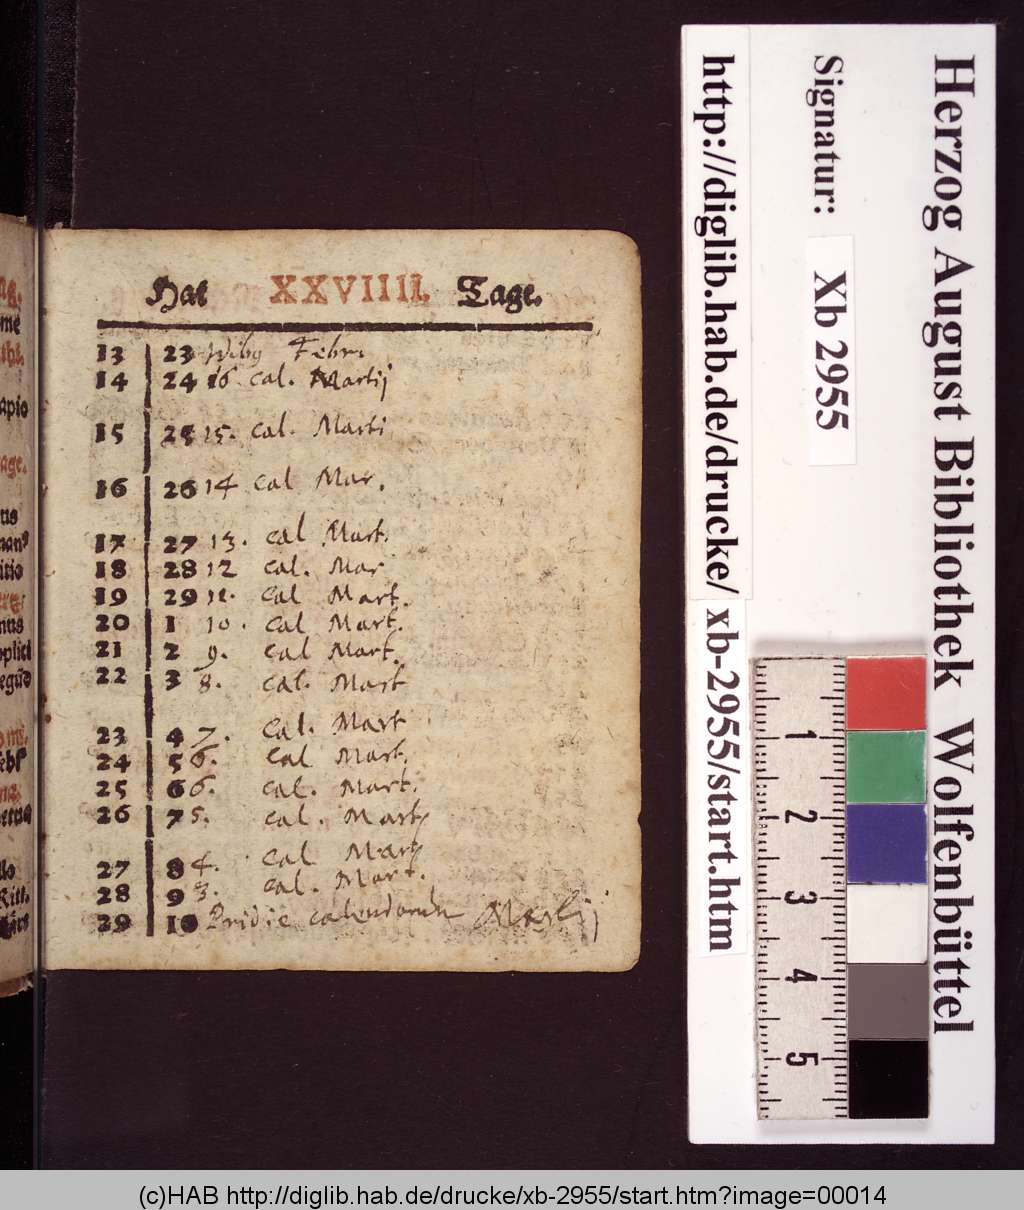 Hat XXVIIII. Tage.
13 23 Febr.
14 24 16 cal. Martij
15 25 15. cal. Marti
16 26 14 cal Mar.
17 27 13. cal Mart.
18 28 12 cal. Mar
19 29 11. cal Mart.
20 1 10. cal Mart.
21 2 9. cal Mart.
22 3 8. cal. Mart
23 4 7. cal. Mart
24 5 6. cal Mart.
25 6 6. cal. Mart.
26 7 5. cal. Mart
27 8 4. cal Mart
28 9 3. cal. Mart.
29 10 Pridie calendarum Martij
apio
age.
Herzog August Bibliothek Wolfenbüttel
Signatur: Xb 2955
http://diglib.hab.de/drucke/ xb-2955/start.htm
1
2
3
4
5
(c)HAB http://diglib.hab.de/drucke/xb-2955/start.htm?image=00014